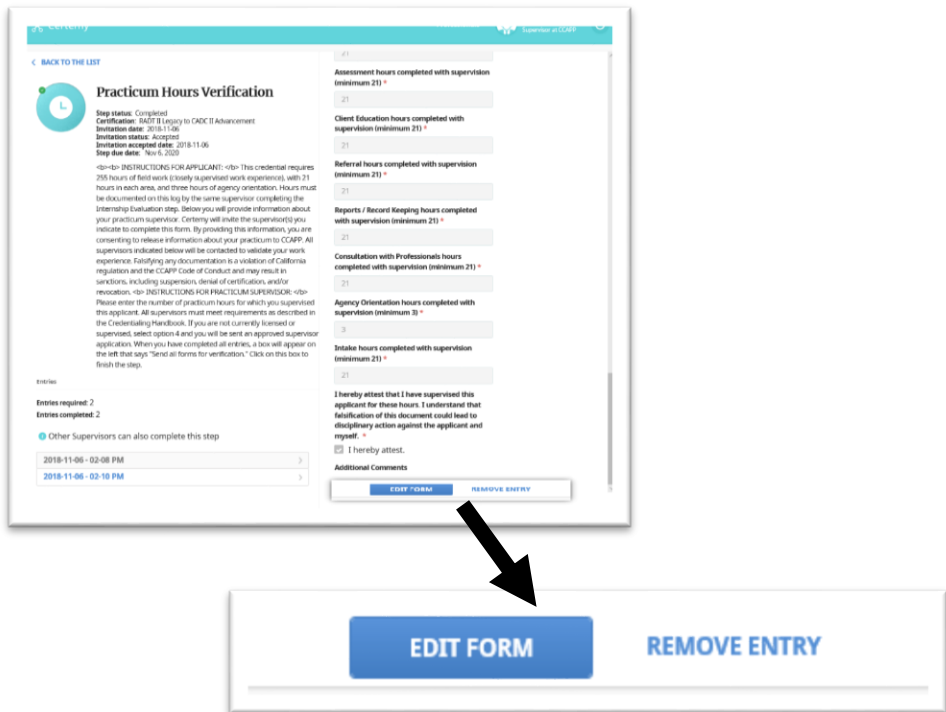 Certemy
Supervisor at CCAPP
BACK TO THE LIST
Practicum Hours Verification
Step status: Completed
Certification: RADT II Legacy to CADC II Advancement
Invitation date: 2018-11-06
Invitation status: Accepted
Invitation accepted date: 2018-11-06
Step due date: Nov 6, 2020
<b><b> INSTRUCTIONS FOR APPLICANT: </b> This credential requires
255 hours of field work (closely supervised work experience), with 21
hours in each area, and three hours of agency orientation. Hours must
be documented on this log by the same supervisor completing the
Internship Evaluation step. Below you will provide information about
your practicum supervisor. Certemy will invite the supervisor(s) you
indicate to complete this form. By providing this information, you are
consenting to release information about your practicum to CCAPP. All
supervisors indicated below will be contacted to validate your work
experience. Falsifying any documentation is a violation of California
regulation and the CCAPP Code of Conduct and may result in
sanctions, including suspension, denial of certification, and/or
revocation. <b> INSTRUCTIONS FOR PRACTICUM SUPERVISOR: </b>
Please enter the number of practicum hours for which you supervised
this applicant. All supervisors must meet requirements as described in
the Credentialing Handbook. If you are not currently licensed or
supervised, select option 4 and you will be sent an approved supervisor
application. When you have completed all entries, a box will appear on
the left that says "Send all forms for verification." Click on this box to
finish the step.
Entries
Entries required: 2
Entries completed: 2
Other Supervisors can also complete this step
2018-11-06 - 02-08 PM
2018-11-06 - 02-10 PM
21
Assessment hours completed with supervision
(minimum 21) *
21
Client Education hours completed with
supervision (minimum 21) *
21
Referral hours completed with supervision
(minimum 21) *
21
Reports / Record Keeping hours completed
with supervision (minimum 21) *
21
Consultation with Professionals hours
completed with supervision (minimum 21) *
21
Agency Orientation hours completed with
supervision (minimum 3) *
3
Intake hours completed with supervision
(minimum 21) *
21
I hereby attest that I have supervised this
applicant for these hours. I understand that
falsification of this document could lead to
disciplinary action against the applicant and
myself. *
I hereby attest.
Additional Comments
EDIT FORM REMOVE ENTRY
EDIT FORM REMOVE ENTRY